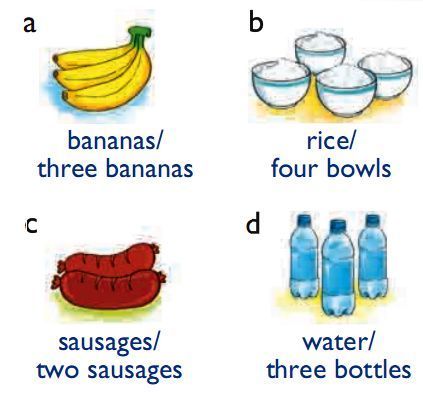 a
bananas/
three bananas
b
rice/
four bowls
c
sausages/
two sausages
d
water/
three bottles